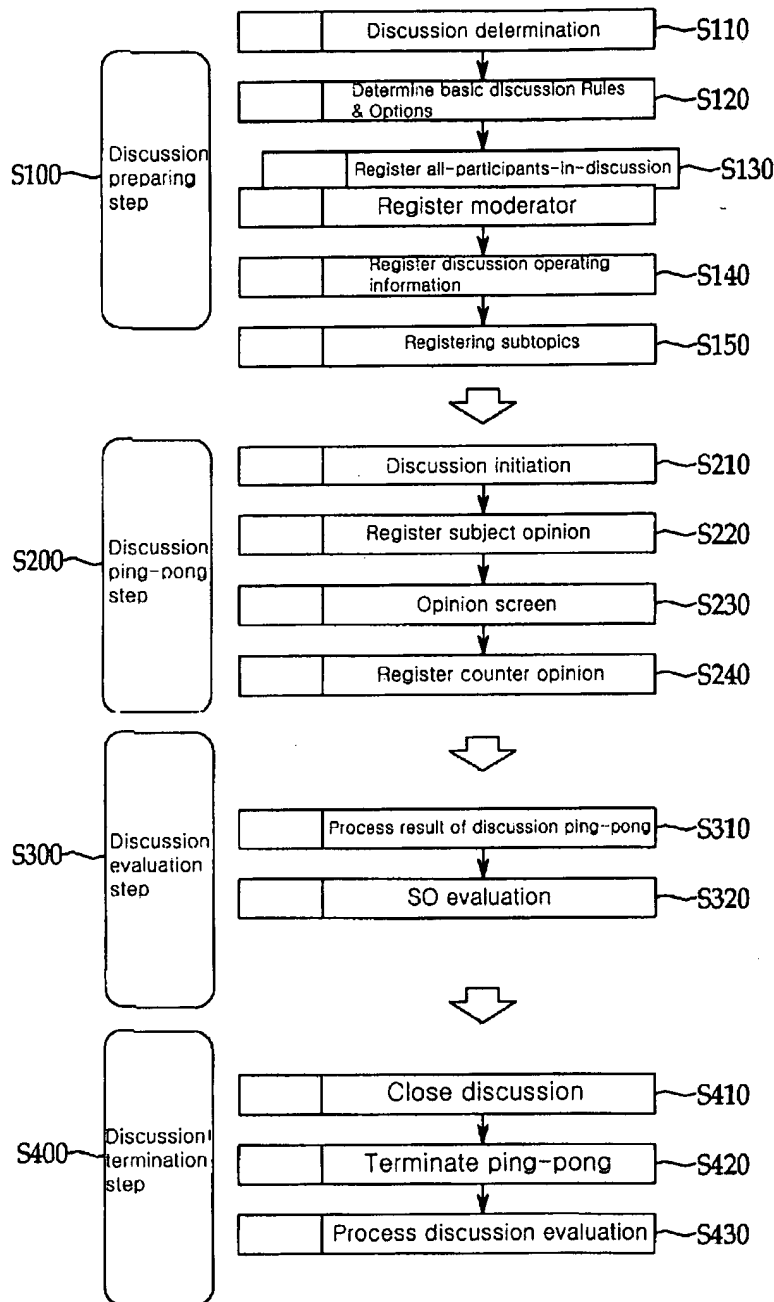 Discussion determination
S110
Determine basic discussion Rules
& Options
S120
Register all-participants-in-discussion
S130
Register moderator
S100
Discussion
preparing
step
Register discussion operating
information
S140
Registering subtopics
S150
Discussion initiation
S210
Register subject opinion
S220
S200
Discussion
ping-pong
step
Opinion screen
S230
Register counter opinion
S240
Process result of discussion ping-pong
S310
S300
Discussion
evaluation
step
SO evaluation
S320
Close discussion
S410
S400
Discussion
termination
step
Terminate ping-pong
S420
Process discussion evaluation
S430